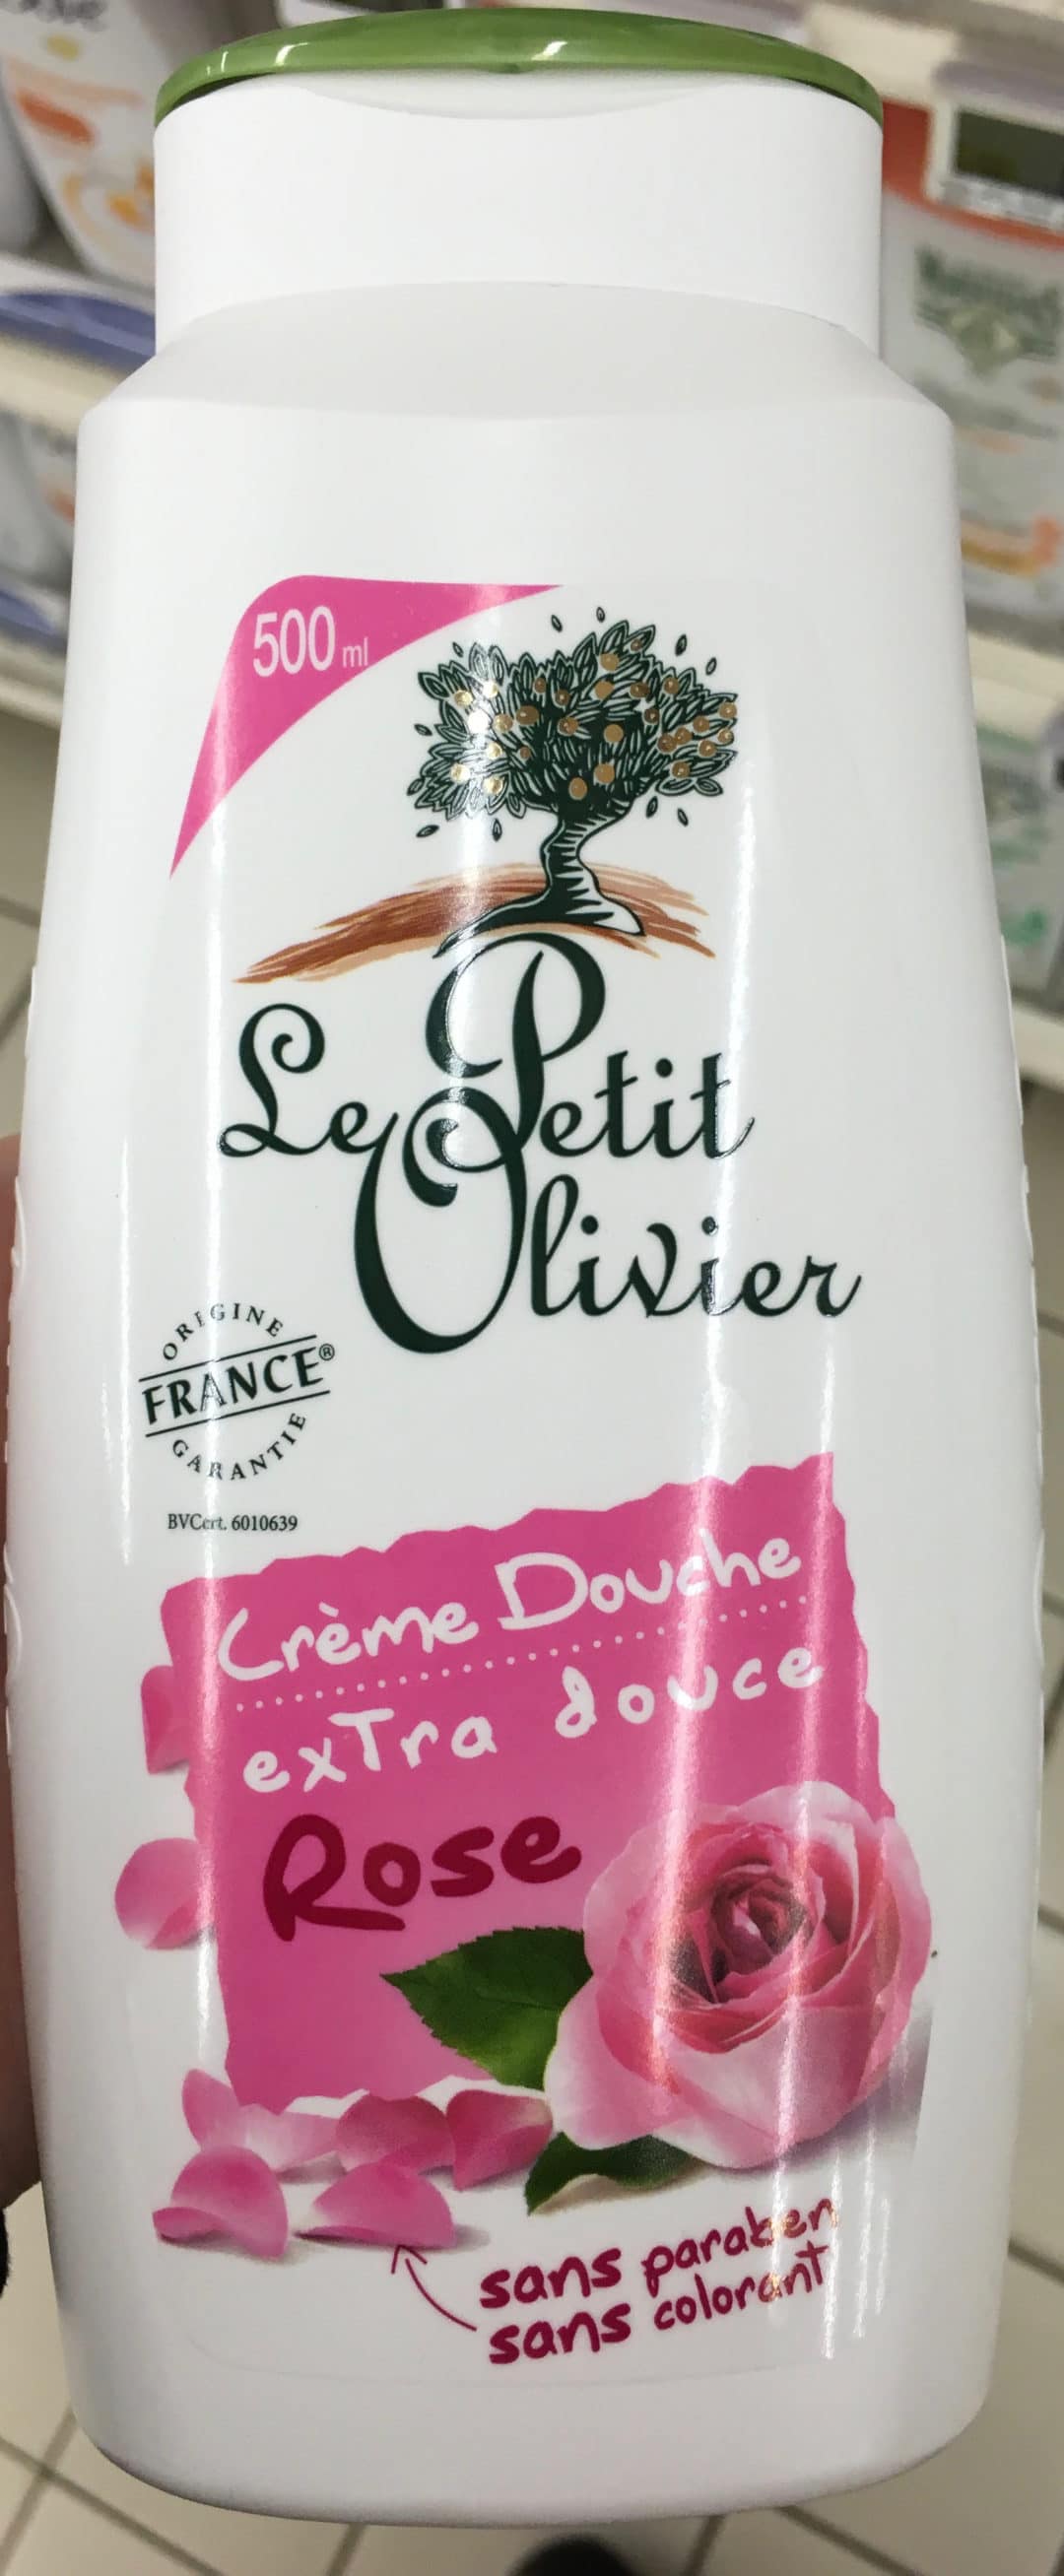 500 ml
Le Petit
Olivier
ORIGINE
FRANCE®
GARANTIE
BVCert. 6010639
Crème Douche
exTra douce
Rose
sans paraben
sans colorant